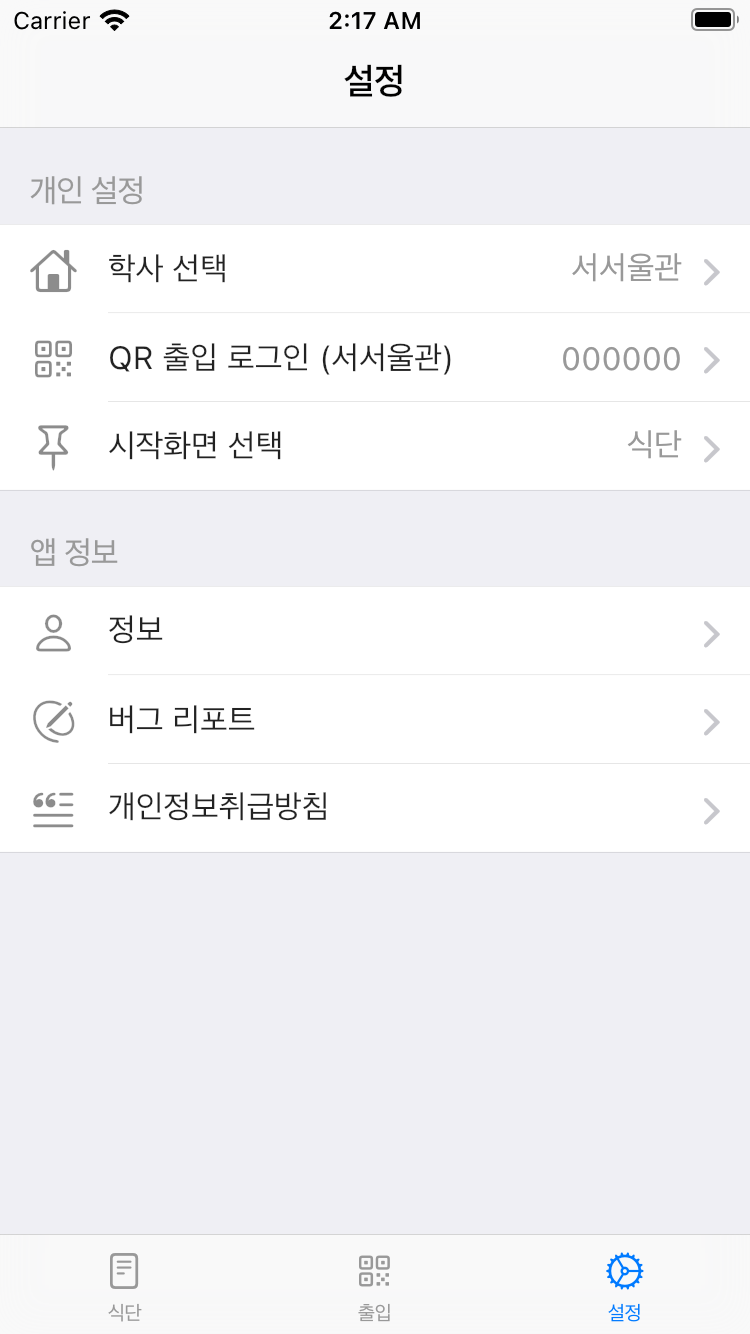 Carrier 2:17 AM
설정
개인 설정
학사 선택 서서울관
QR 출입 로그인 (서서울관) 000000
시작화면 선택 식단
앱 정보
정보
버그 리포트
개인정보취급방침
식단 출입 설정